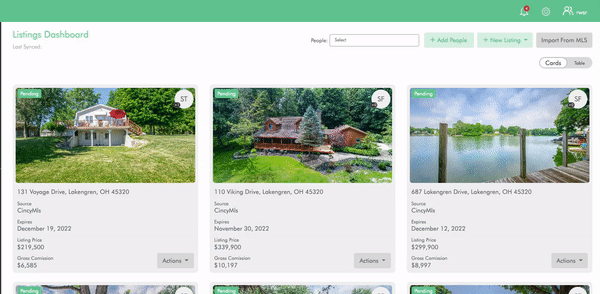 Listings Dashboard
Last Synced:
People: Select
+ Add People
+ New Listing
Import From MLS
Cards Table
Pending
ST
Pending
SF
Pending
SF
131 Voyage Drive, Lakengren, OH 45320
Source
CincyMls
Expires
December 19, 2022
Listing Price
$219,500
Gross Comission
$6,585
Actions
110 Viking Drive, Lakengren, OH 45320
Source
CincyMls
Expires
November 30, 2022
Listing Price
$339,900
Gross Comission
$10,197
Actions
687 Lakengren Drive, Lakengren, OH 45320
Source
CincyMls
Expires
December 12, 2022
Listing Price
$299,900
Gross Comission
$8,997
Actions
Pending
Pending
Pending